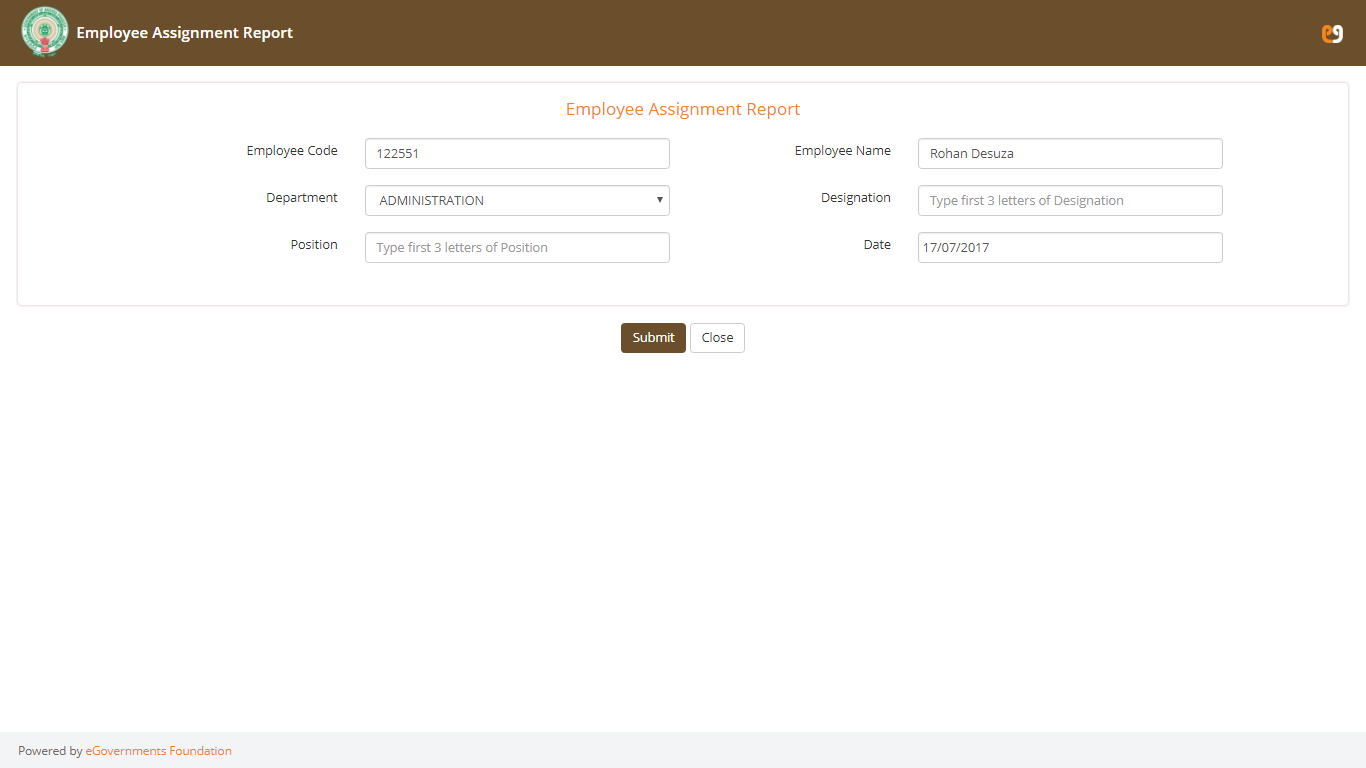 Employee Assignment Report
Employee Assignment Report
Employee Code 122551 Employee Name Rohan Desuza
Department ADMINISTRATION Designation Type first 3 letters of Designation
Position Type first 3 letters of Position Date 17/07/2017
Submit Close
Powered by eGovernments Foundation